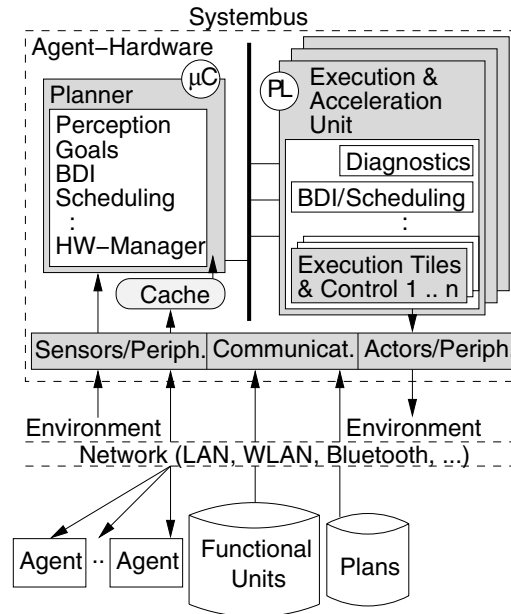 Systembus
Agent-Hardware
μC
Planner
Perception
Goals
BDI
Scheduling
:
HW-Manager
Cache
PL
Execution &
Acceleration
Unit
Diagnostics
BDI/Scheduling
:
Execution Tiles
& Control 1 .. n
Sensors/Periph.
Communicat.
Actors/Periph
Environment
Environment
Network (LAN, WLAN, Bluetooth, ...)
Agent ·· Agent
Functional
Units
Plans